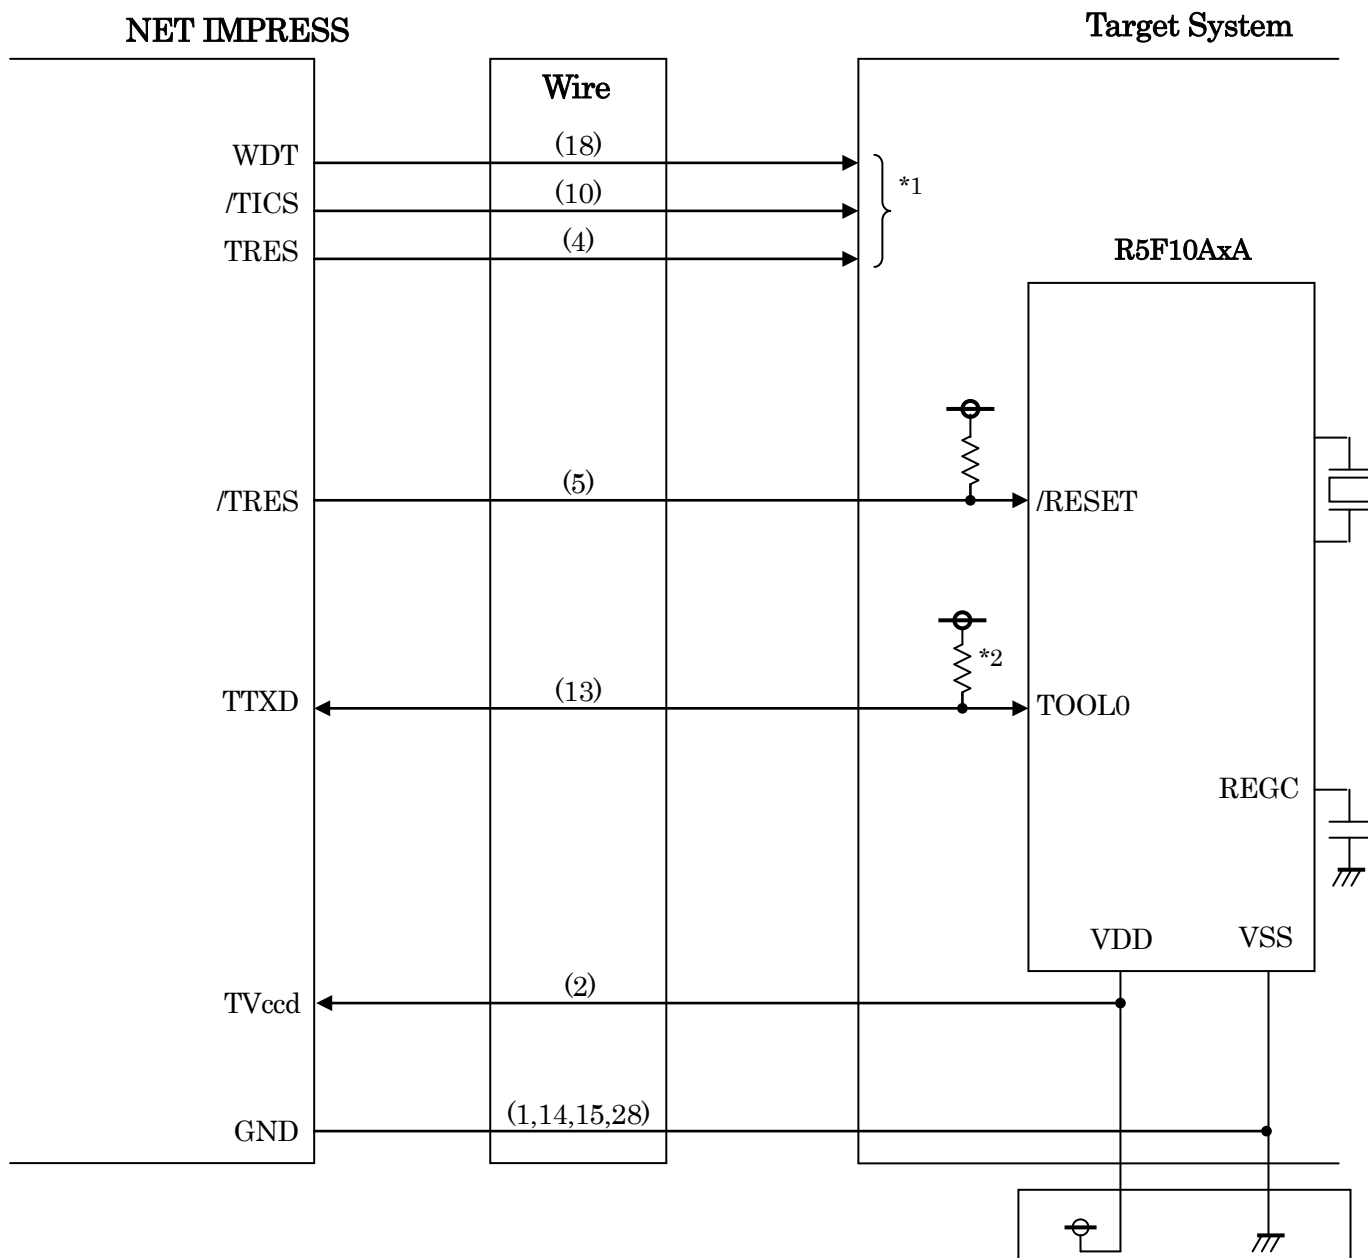 NET IMPRESS
Target System
Wire
WDT
(18)
*1
/TICS
(10)
TRES
(4)
R5F10AxA
/TRES
(5)
/RESET
*2
TTXD
(13)
TOOL0
REGC
VDD
VSS
TVccd
(2)
GND
(1,14,15,28)